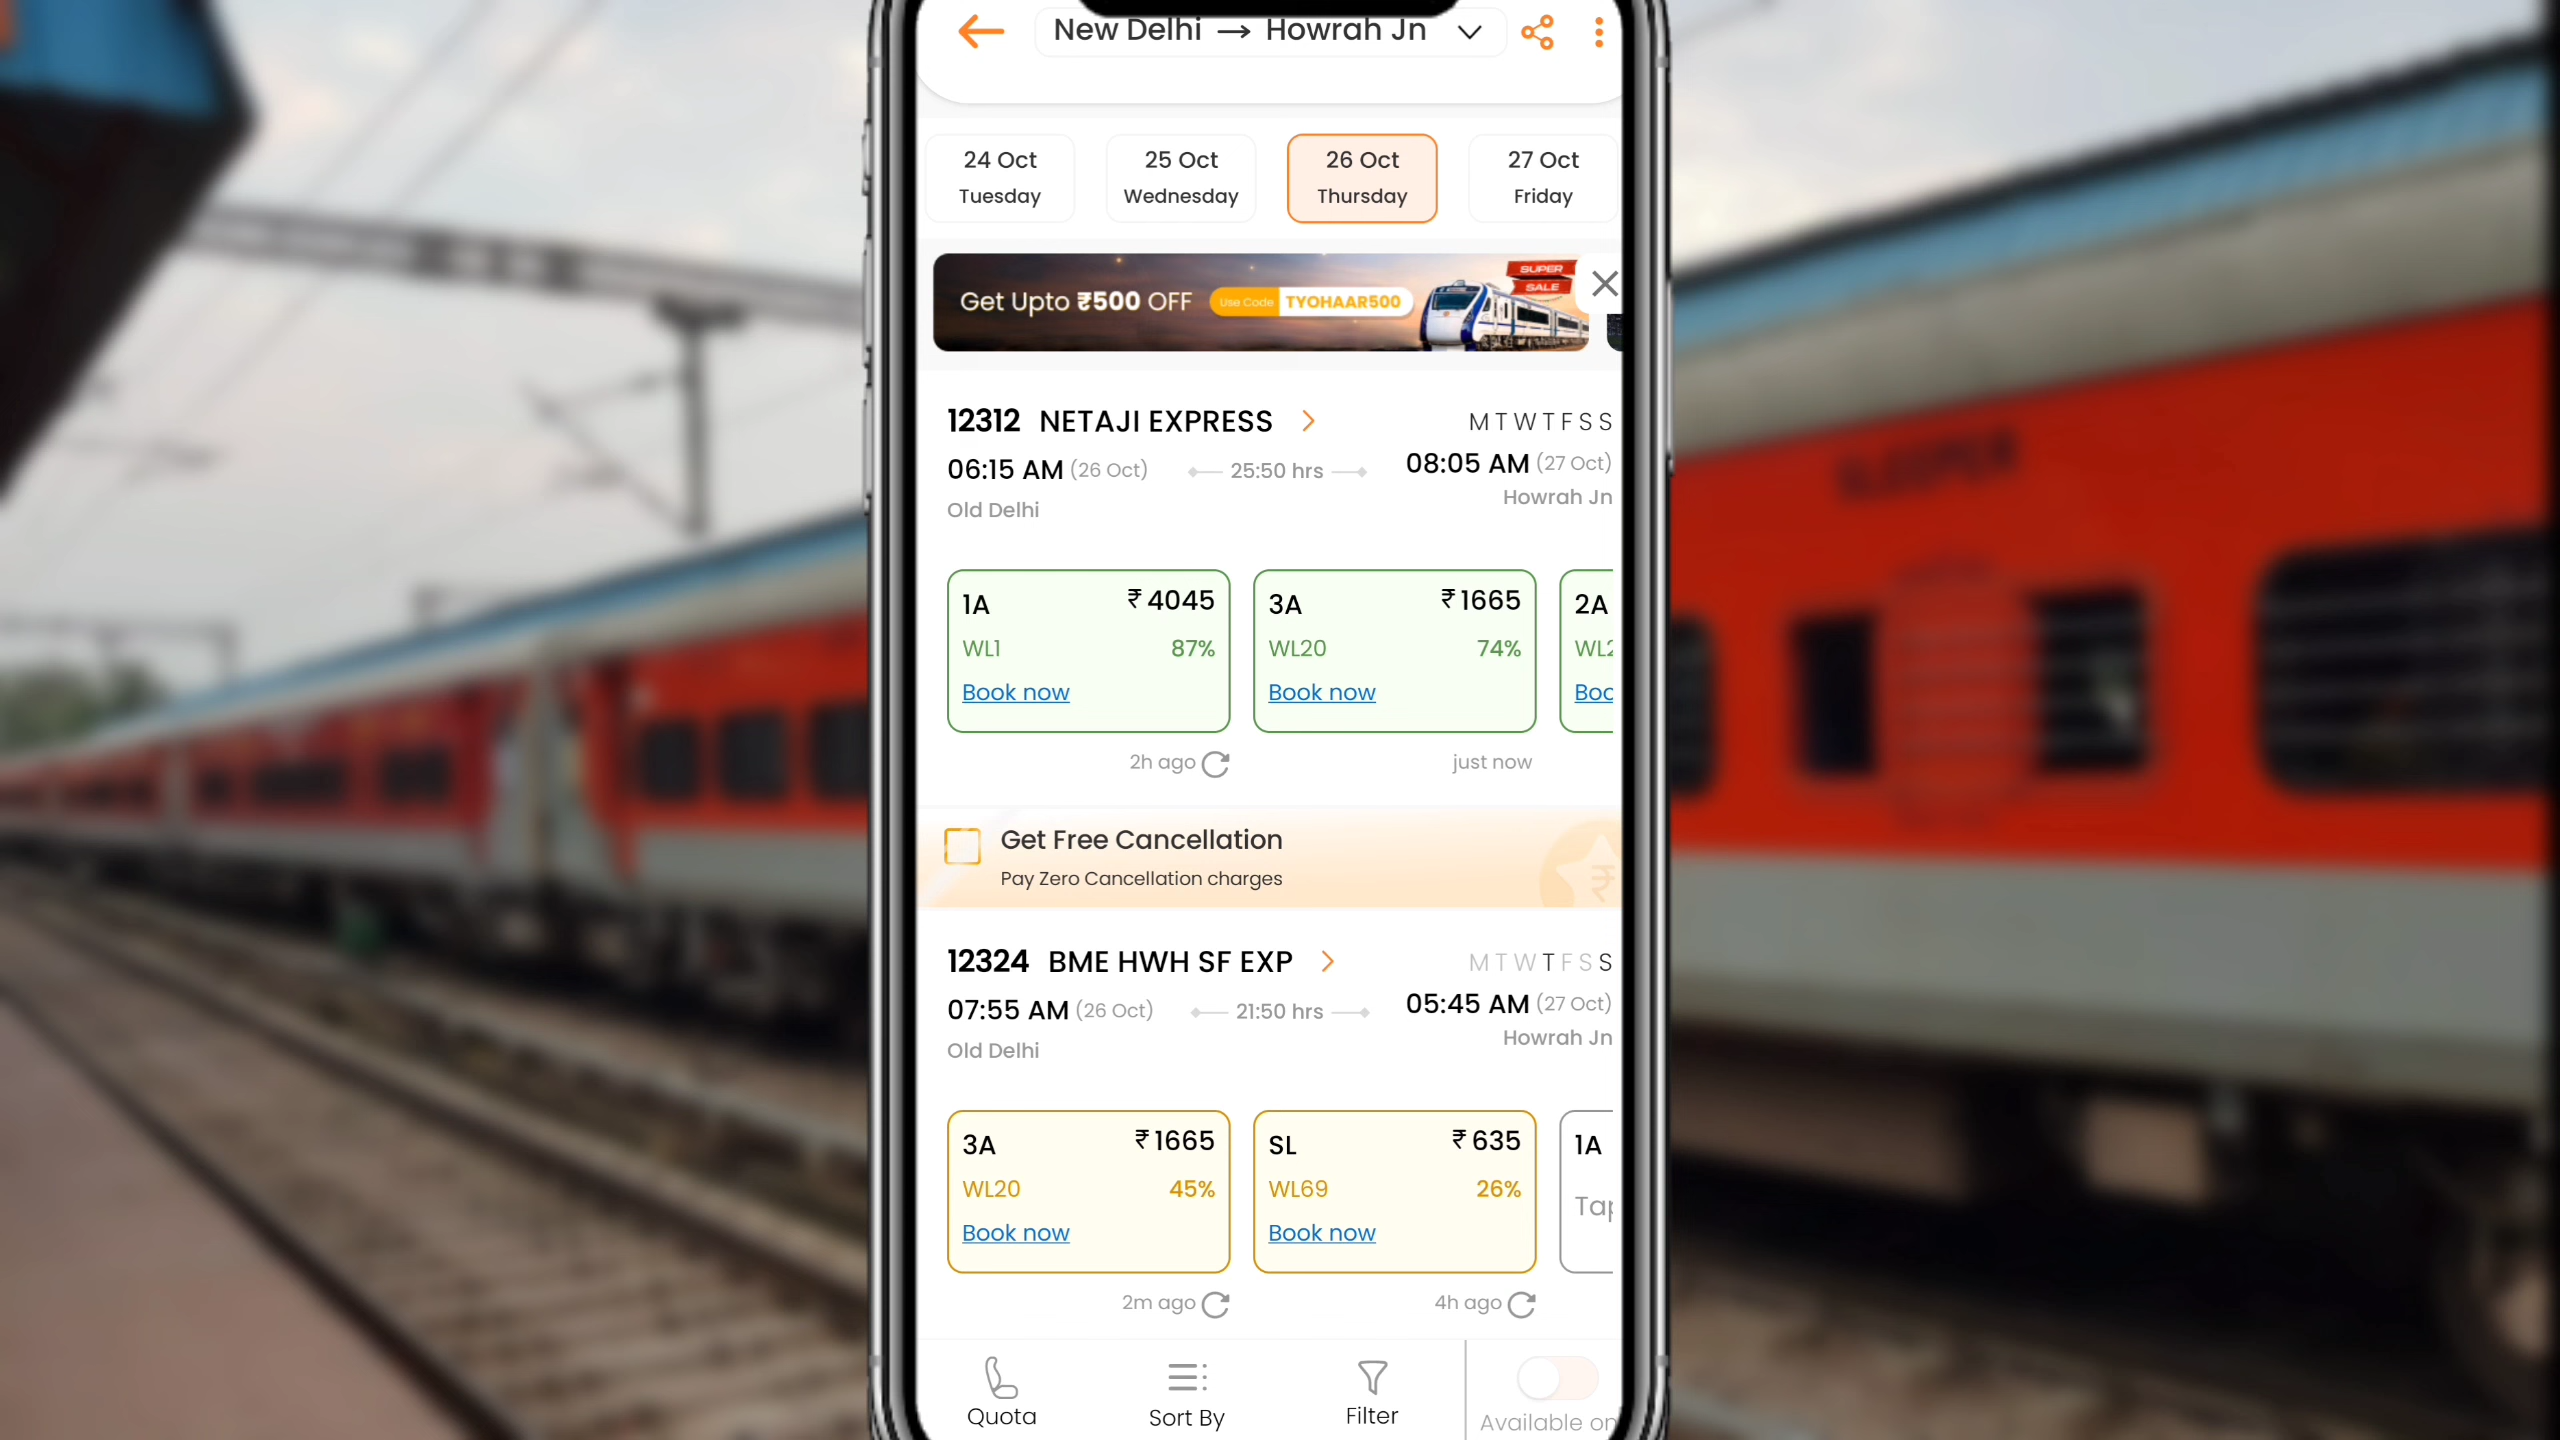 New Delhi → Howrah Jn
24 Oct
Tuesday
25 Oct
Wednesday
26 Oct
Thursday
27 Oct
Friday
Get Upto ₹500 OFF
Use Code TYOHAAR500
SUPER
SALE
12312 NETAJI EXPRESS
M T W T F S S
06:15 AM (26 Oct)
25:50 hrs
08:05 AM (27 Oct)
Old Delhi
Howrah Jn
1A ₹4045
WL1 87%
Book now
3A ₹1665
WL20 74%
Book now
2A
2h ago
just now
Get Free Cancellation
Pay Zero Cancellation charges
12324 BME HWH SF EXP
M T W T F S S
07:55 AM (26 Oct)
21:50 hrs
05:45 AM (27 Oct)
Old Delhi
Howrah Jn
3A ₹1665
WL20 45%
Book now
SL ₹635
WL69 26%
Book now
1A
2m ago
4h ago
Quota
Sort By
Filter
Available
SLEEPER